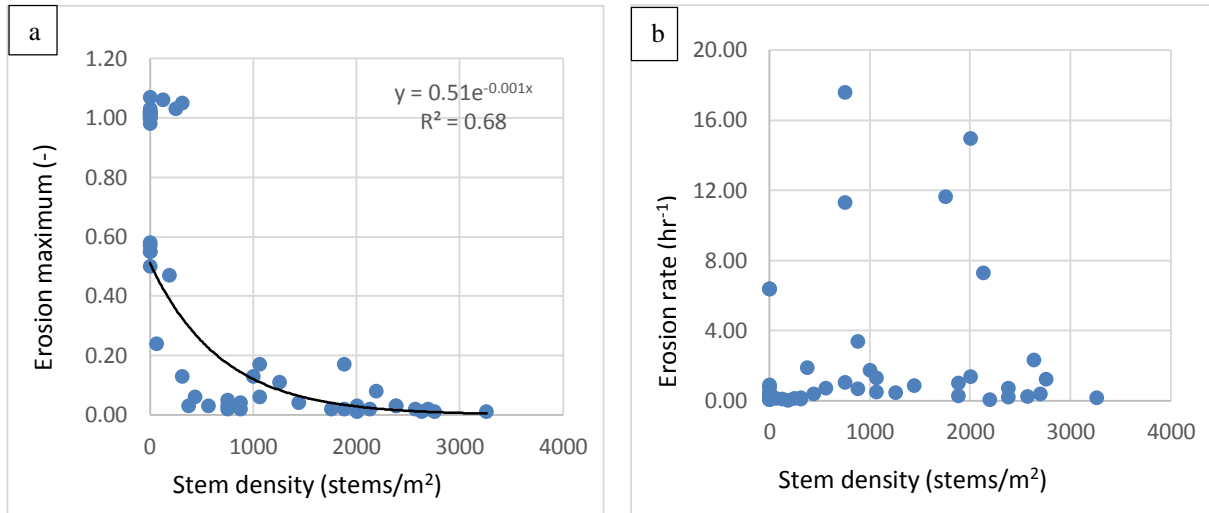 a
1.20
1.00
0.80
0.60
0.40
0.20
0.00
0
1000
2000
3000
4000
Erosion maximum (-)
Stem density (stems/m²)
y = 0.51e⁻⁰·⁰⁰¹ˣ
R² = 0.68
b
20.00
16.00
12.00
8.00
4.00
0.00
0
1000
2000
3000
4000
Erosion rate (hr⁻¹)
Stem density (stems/m²)